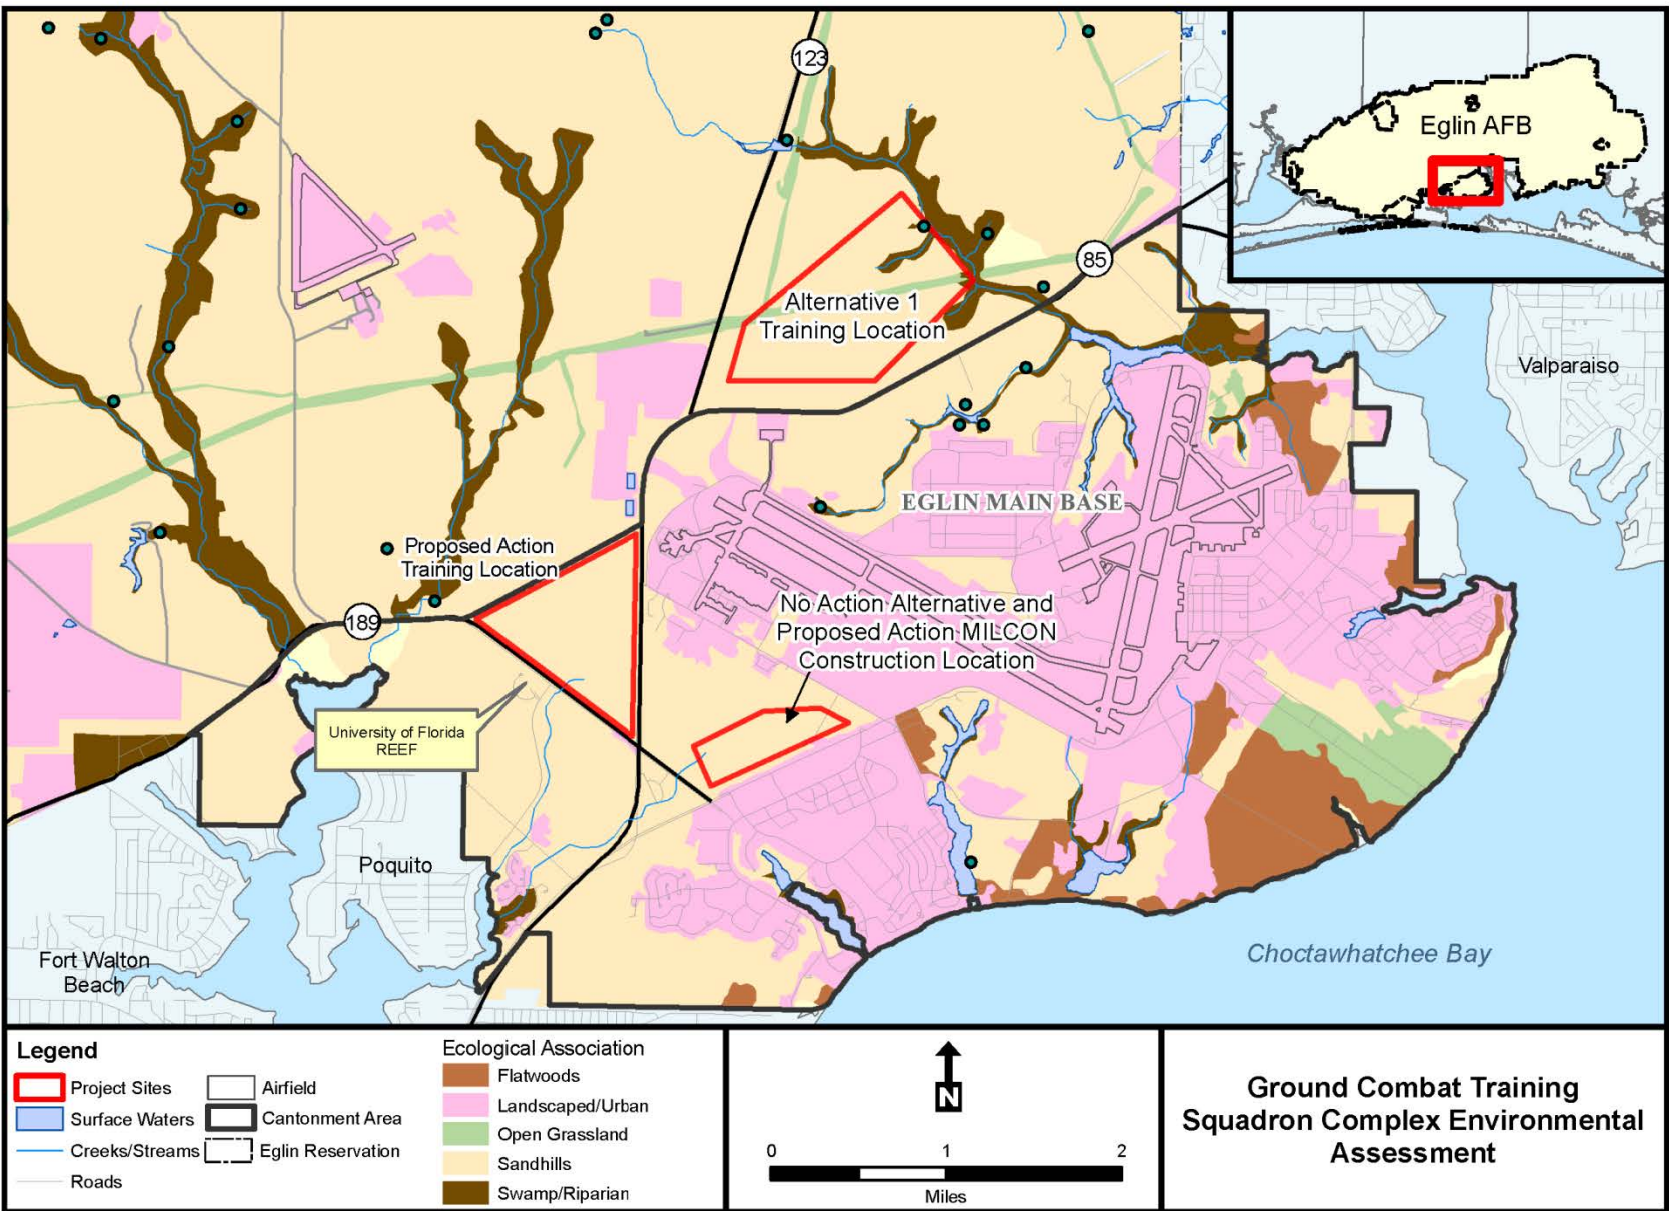 123
Eglin AFB
85
Alternative 1
Training Location
Valparaiso
EGLIN MAIN BASE
Proposed Action
Training Location
No Action Alternative and
Proposed Action MILCON
Construction Location
189
University of Florida
REEF
Poquito
Fort Walton
Beach
Choctawhatchee Bay
Legend
Project Sites
Surface Waters
Creeks/Streams
Roads
Airfield
Cantonment Area
Eglin Reservation
Ecological Association
Flatwoods
Landscaped/Urban
Open Grassland
Sandhills
Swamp/Riparian
N
0 1 2
Miles
Ground Combat Training
Squadron Complex Environmental
Assessment